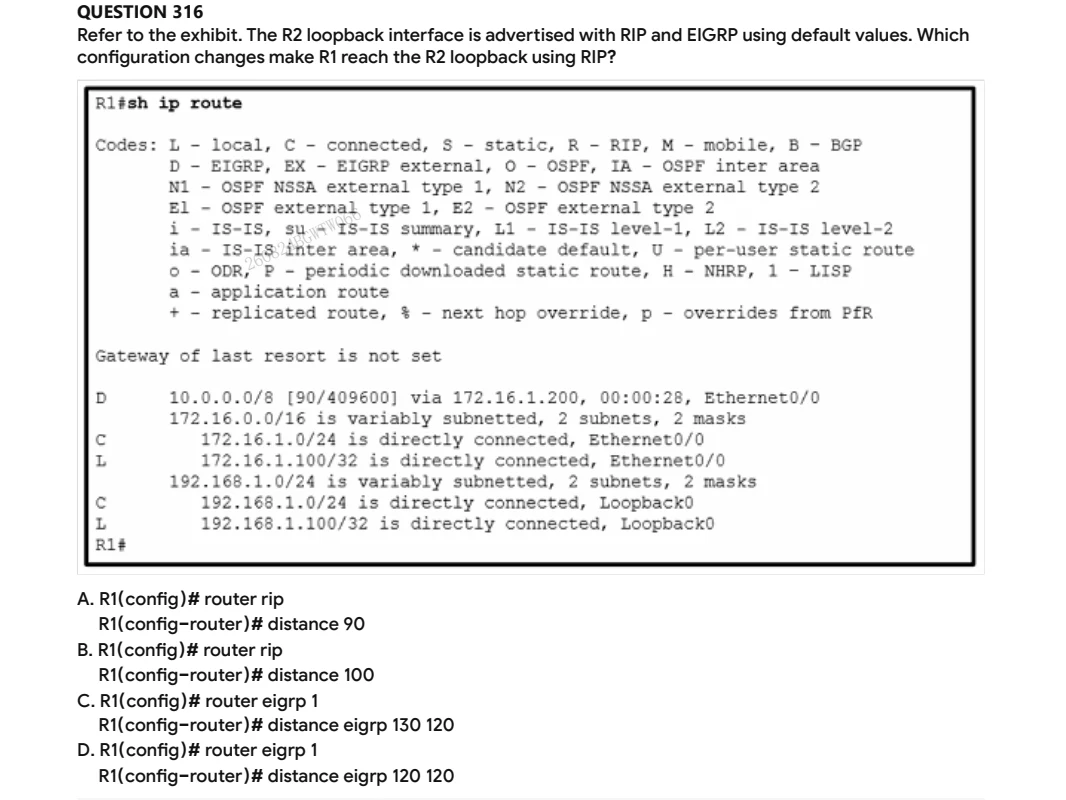 QUESTION 316
Refer to the exhibit. The R2 loopback interface is advertised with RIP and EIGRP using default values. Which
configuration changes make R1 reach the R2 loopback using RIP?
R1#sh ip route
Codes: L - local, C - connected, S - static, R - RIP, M - mobile, B - BGP
D - EIGRP, EX - EIGRP external, O - OSPF, IA - OSPF inter area
N1 - OSPF NSSA external type 1, N2 - OSPF NSSA external type 2
El - OSPF external type 1, E2 - OSPF external type 2
i - IS-IS, su - IS-IS summary, L1 - IS-IS level-1, L2 - IS-IS level-2
ia - IS-IS inter area, * - candidate default, U - per-user static route
o - ODR, P - periodic downloaded static route, H - NHRP, 1 - LISP
a - application route
+ - replicated route, % - next hop override, p - overrides from PfR
Gateway of last resort is not set
D 10.0.0.0/8 [90/409600] via 172.16.1.200, 00:00:28, Ethernet0/0
172.16.0.0/16 is variably subnetted, 2 subnets, 2 masks
C 172.16.1.0/24 is directly connected, Ethernet0/0
L 172.16.1.100/32 is directly connected, Ethernet0/0
192.168.1.0/24 is variably subnetted, 2 subnets, 2 masks
C 192.168.1.0/24 is directly connected, Loopback0
L 192.168.1.100/32 is directly connected, Loopback0
R1#
A. R1(config)# router rip
R1(config-router)# distance 90
B. R1(config)# router rip
R1(config-router)# distance 100
C. R1(config)# router eigrp 1
R1(config-router)# distance eigrp 130 120
D. R1(config)# router eigrp 1
R1(config-router)# distance eigrp 120 120